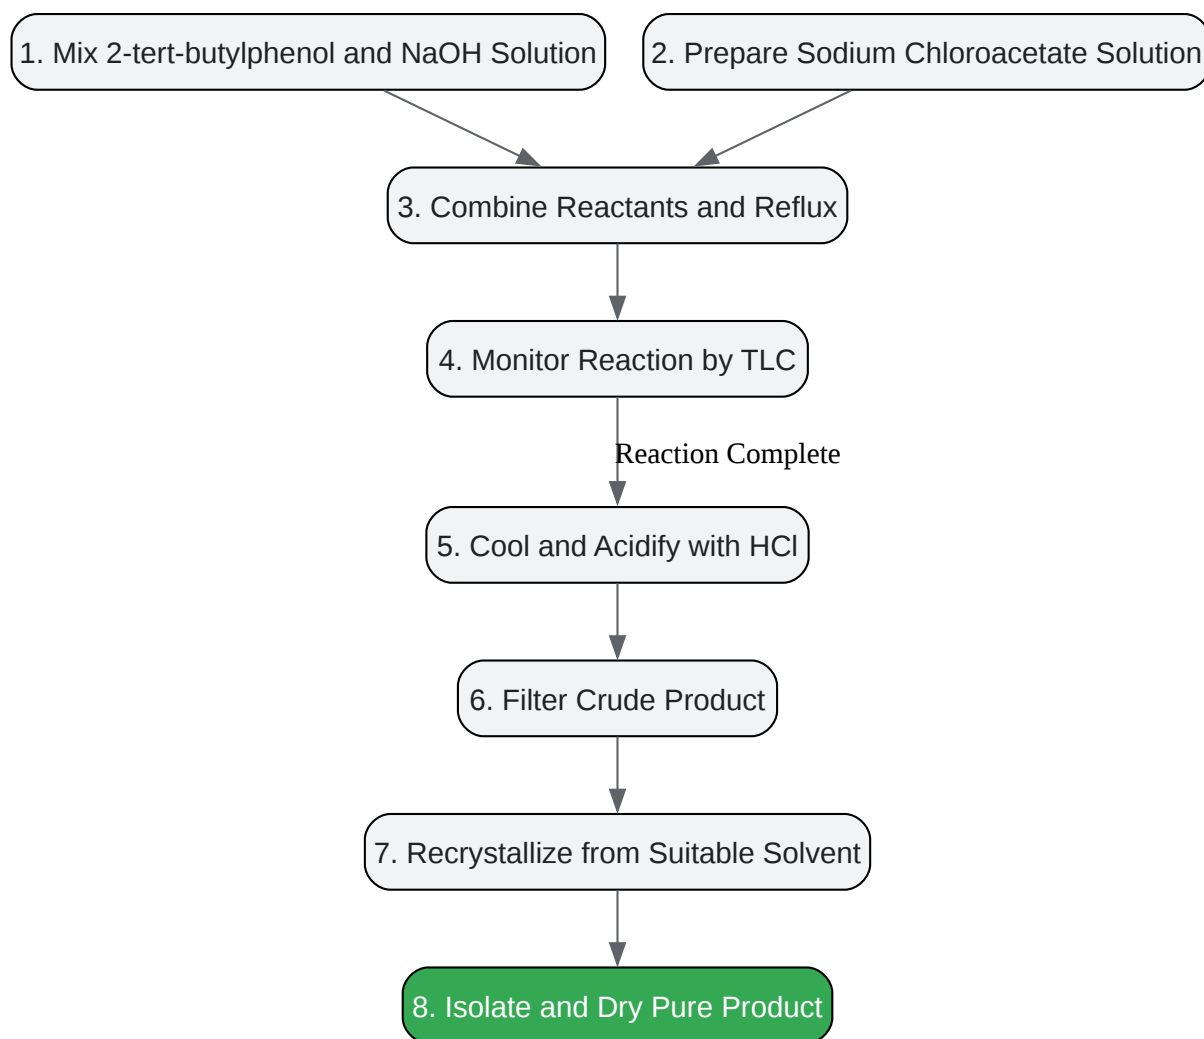 1. Mix 2-tert-butylphenol and NaOH Solution
2. Prepare Sodium Chloroacetate Solution
3. Combine Reactants and Reflux
4. Monitor Reaction by TLC
Reaction Complete
5. Cool and Acidify with HCl
6. Filter Crude Product
7. Recrystallize from Suitable Solvent
8. Isolate and Dry Pure Product